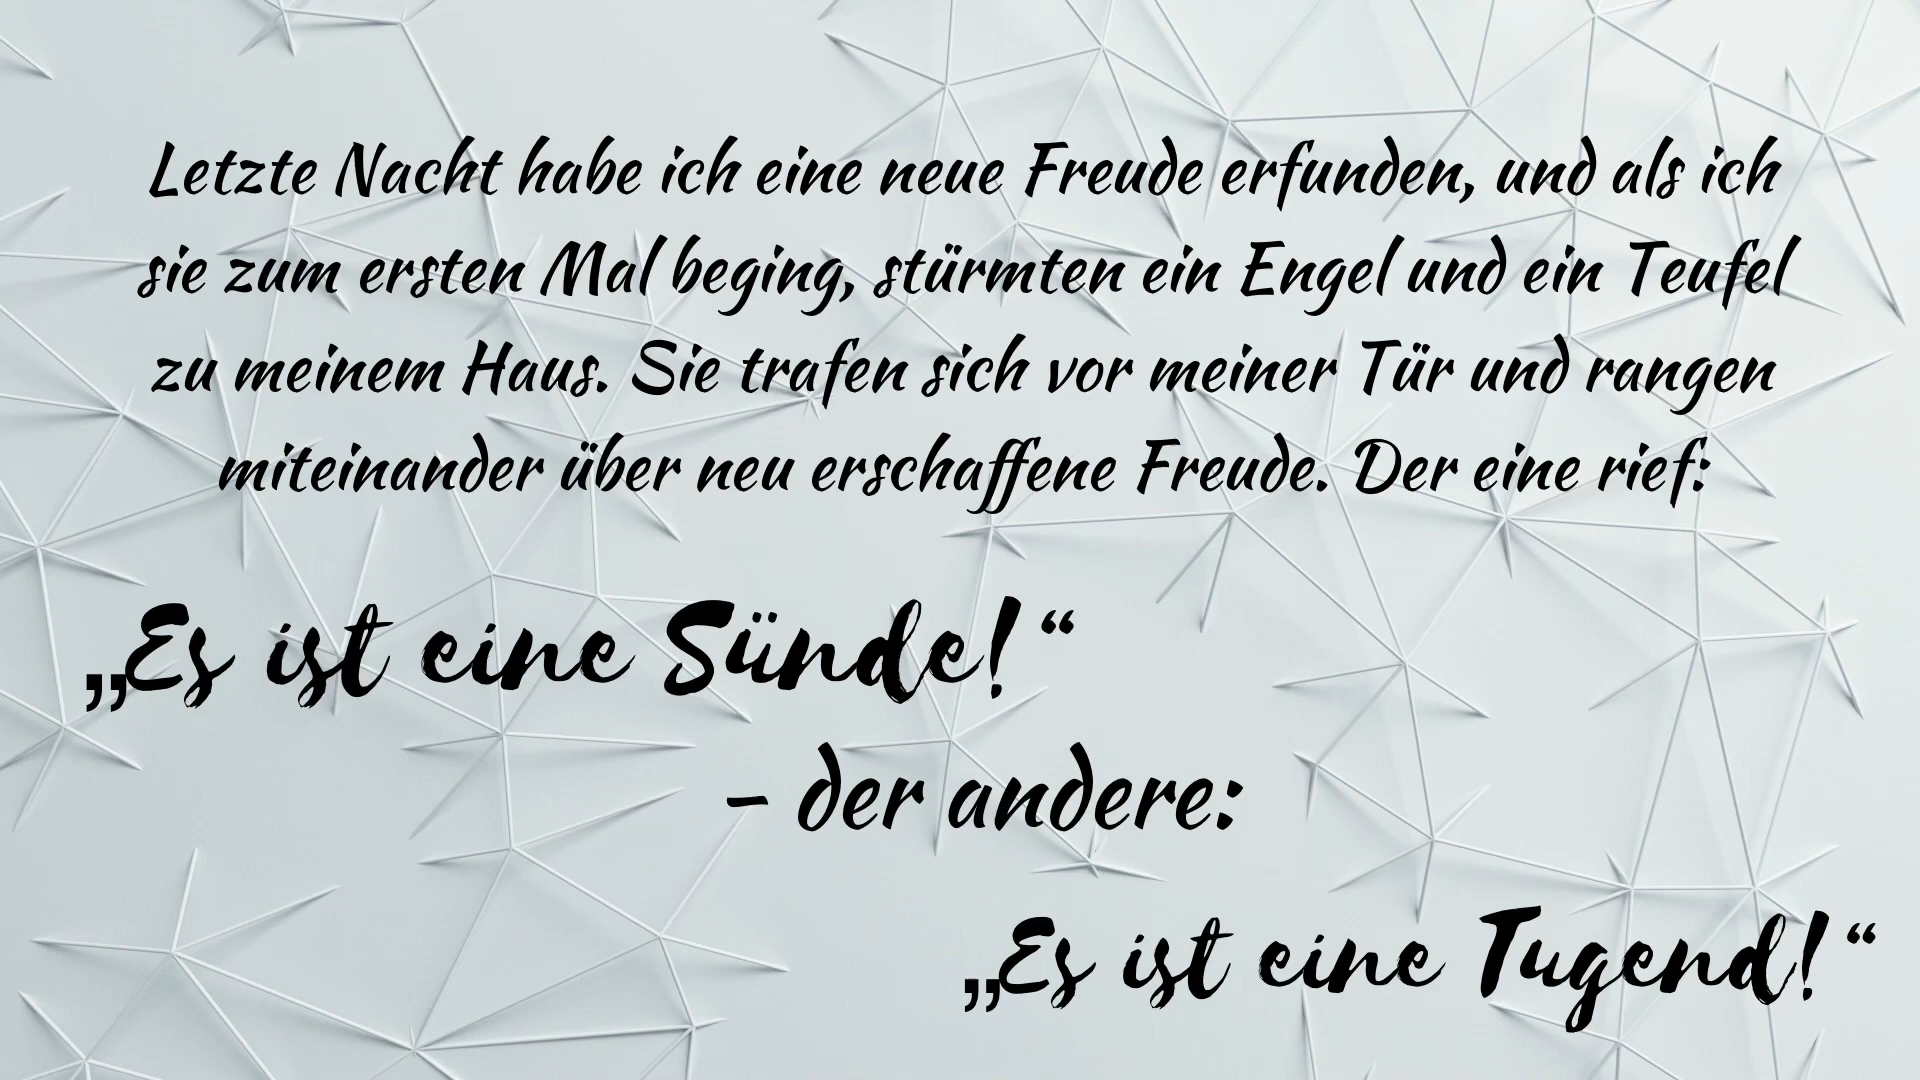 Letzte Nacht habe ich eine neue Freude erfunden, und als ich
sie zum ersten Mal beging, stürmten ein Engel und ein Teufel
zu meinem Haus. Sie trafen sich vor meiner Tür und rangen
miteinander über neu erschaffene Freude. Der eine rief:
„Es ist eine Sünde!“
- der andere:
„Es ist eine Tugend!“